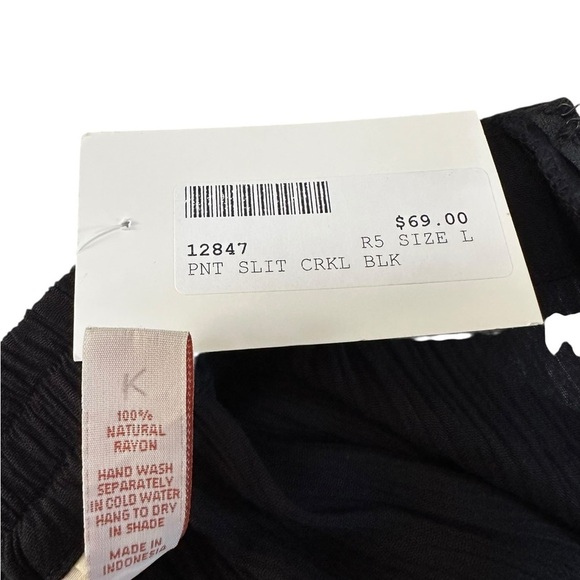 $69.00
12847 R5 SIZE L
PNT SLIT CRKL BLK
K
100%
NATURAL
RAYON
HAND WASH
SEPARATELY
IN COLD WATER
HANG TO DRY
IN SHADE
MADE IN
INDONESIA